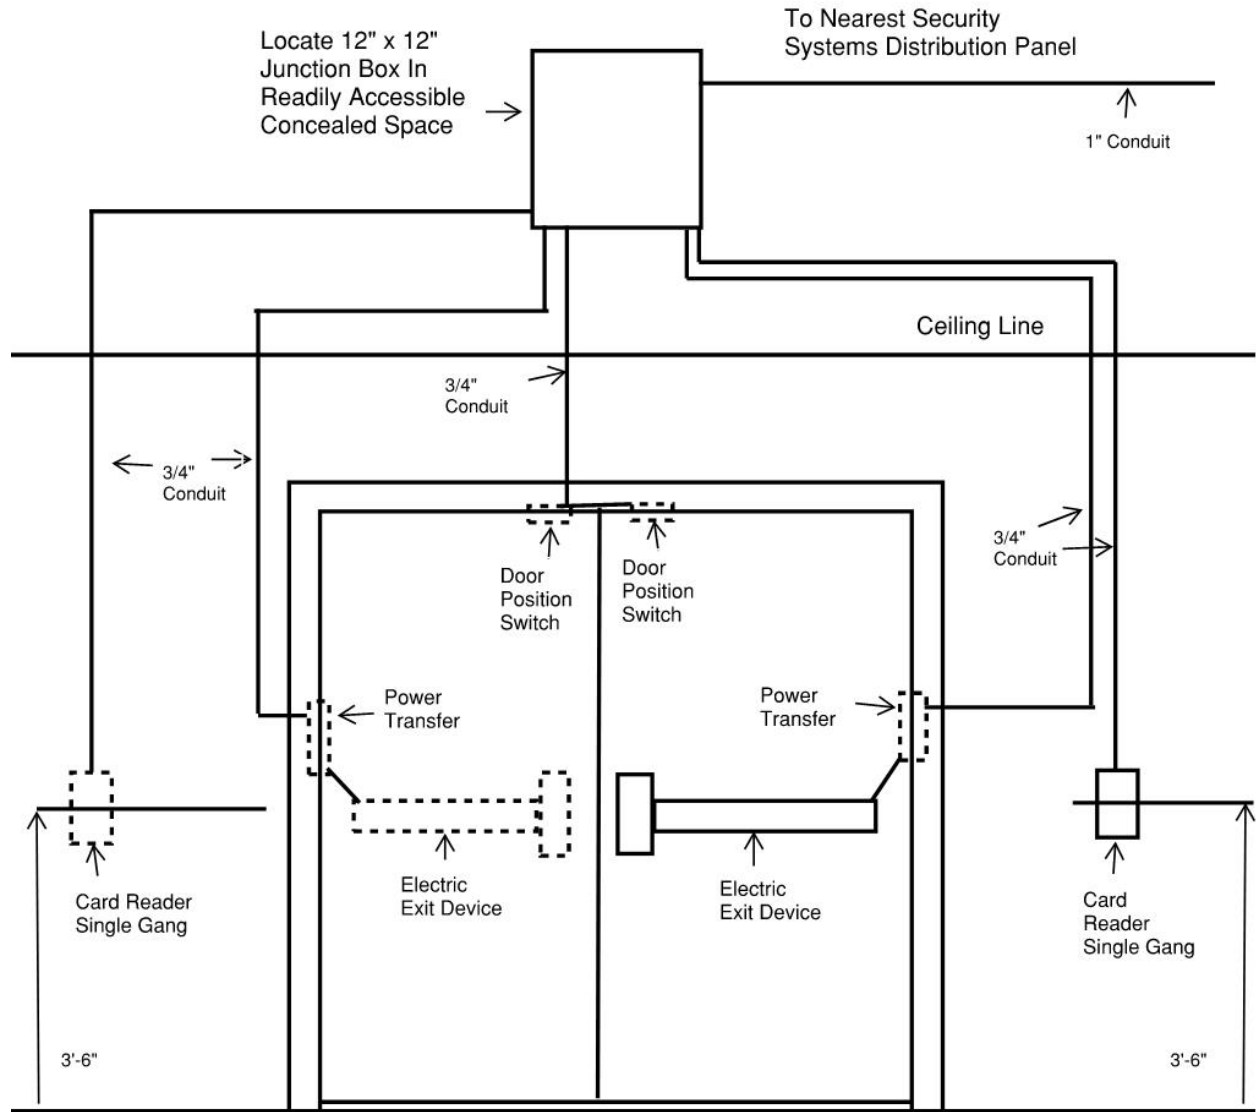 To Nearest Security
Systems Distribution Panel
Locate 12" x 12"
Junction Box In
Readily Accessible
Concealed Space
1" Conduit
Ceiling Line
3/4"
Conduit
3/4"
Conduit
3/4"
Conduit
Door
Position
Switch
Door
Position
Switch
Power
Transfer
Power
Transfer
Electric
Exit Device
Electric
Exit Device
Card Reader
Single Gang
Card
Reader
Single Gang
3'-6"
3'-6"